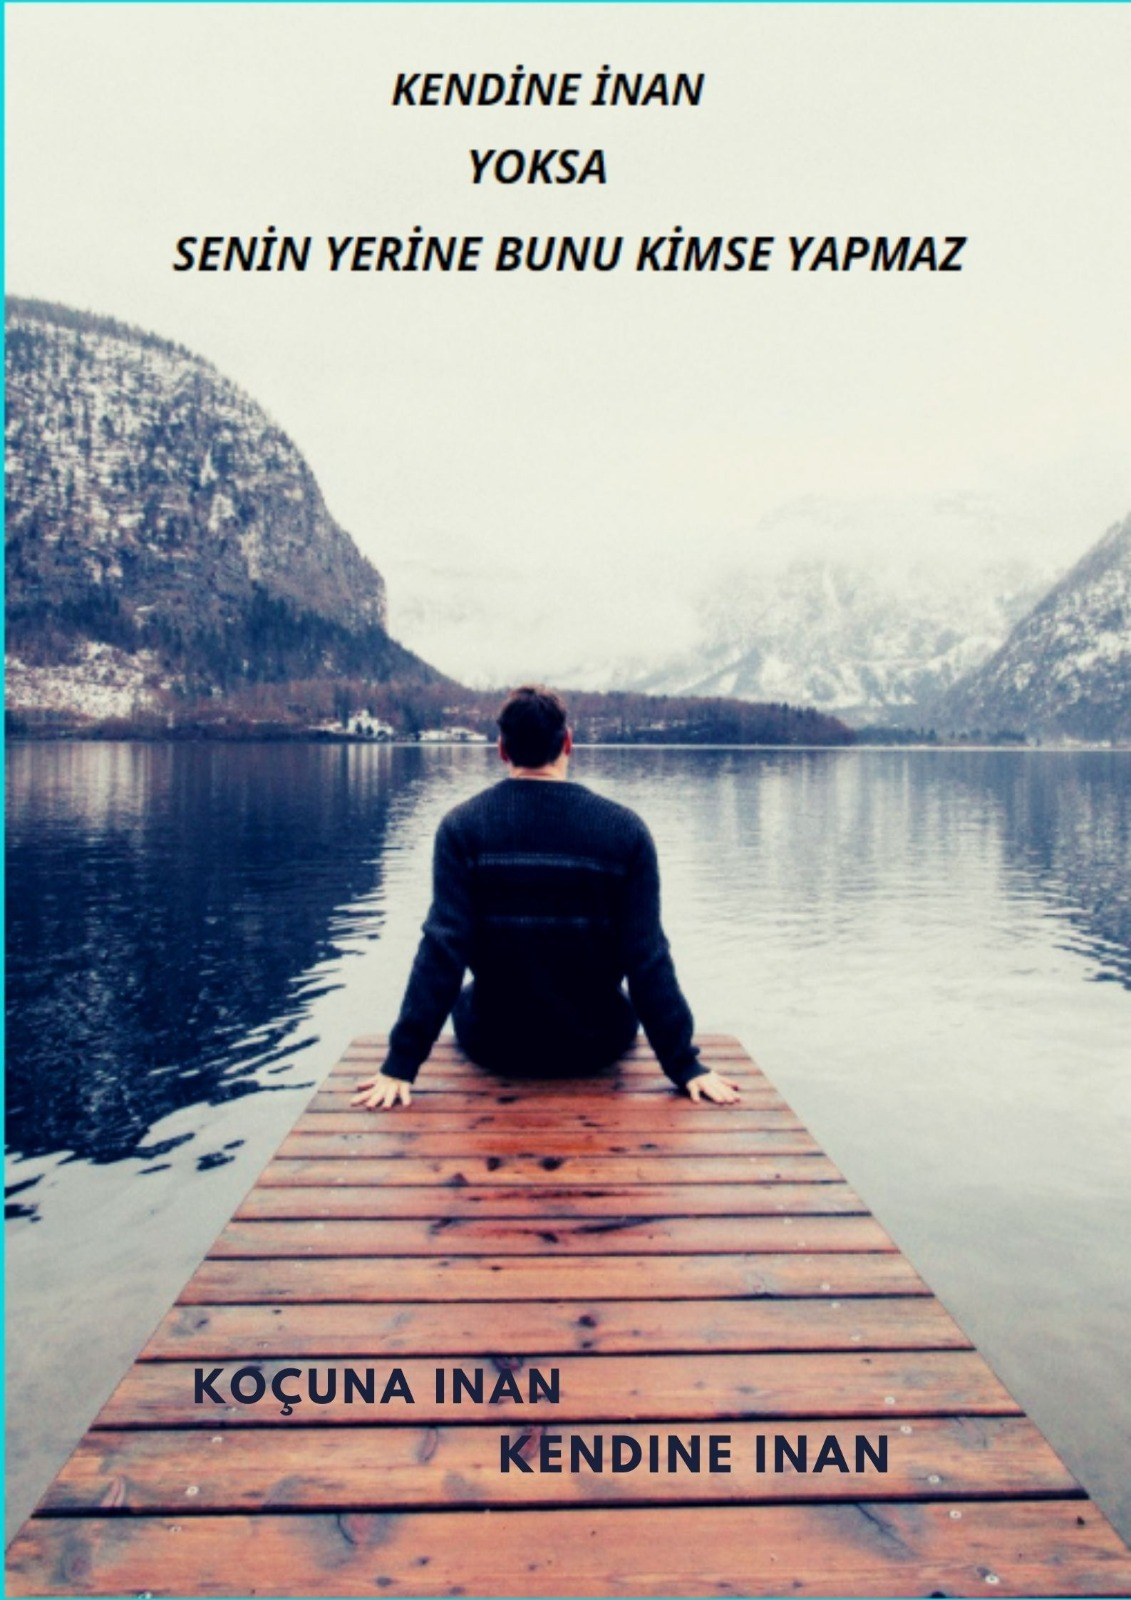 KENDİNE İNAN
YOKSA
SENİN YERİNE BUNU KİMSE YAPMAZ
KOÇUNA INAN
KENDINE INAN